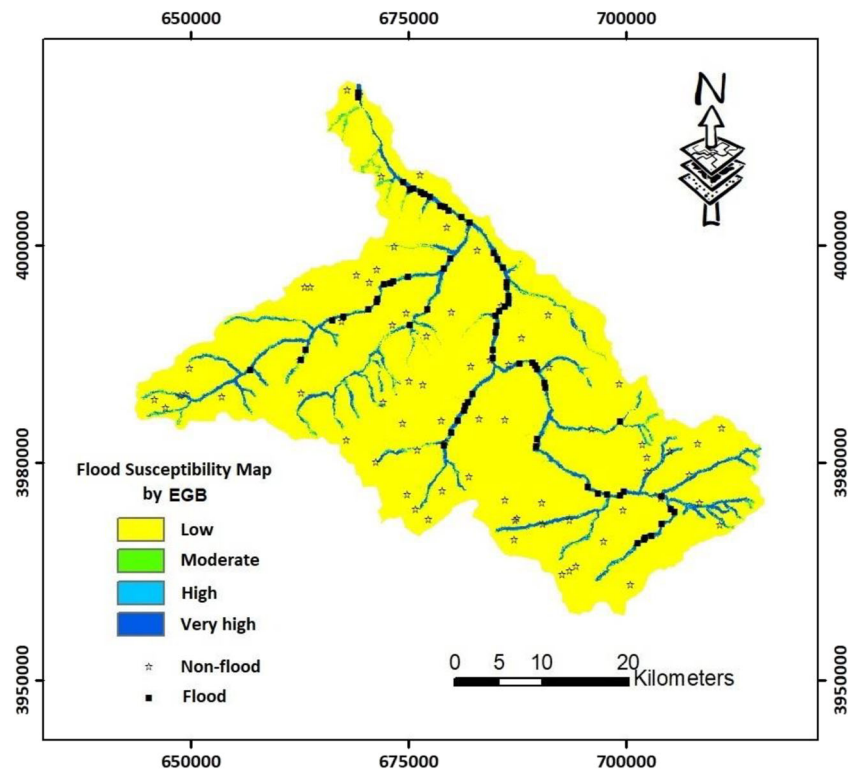 650000 675000 700000
N
4000000 4000000
3980000 3980000
Flood Susceptibility Map
by EGB
Low
Moderate
High
Very high
Non-flood
Flood
0 5 10 20
Kilometers
3950000 3950000
650000 675000 700000